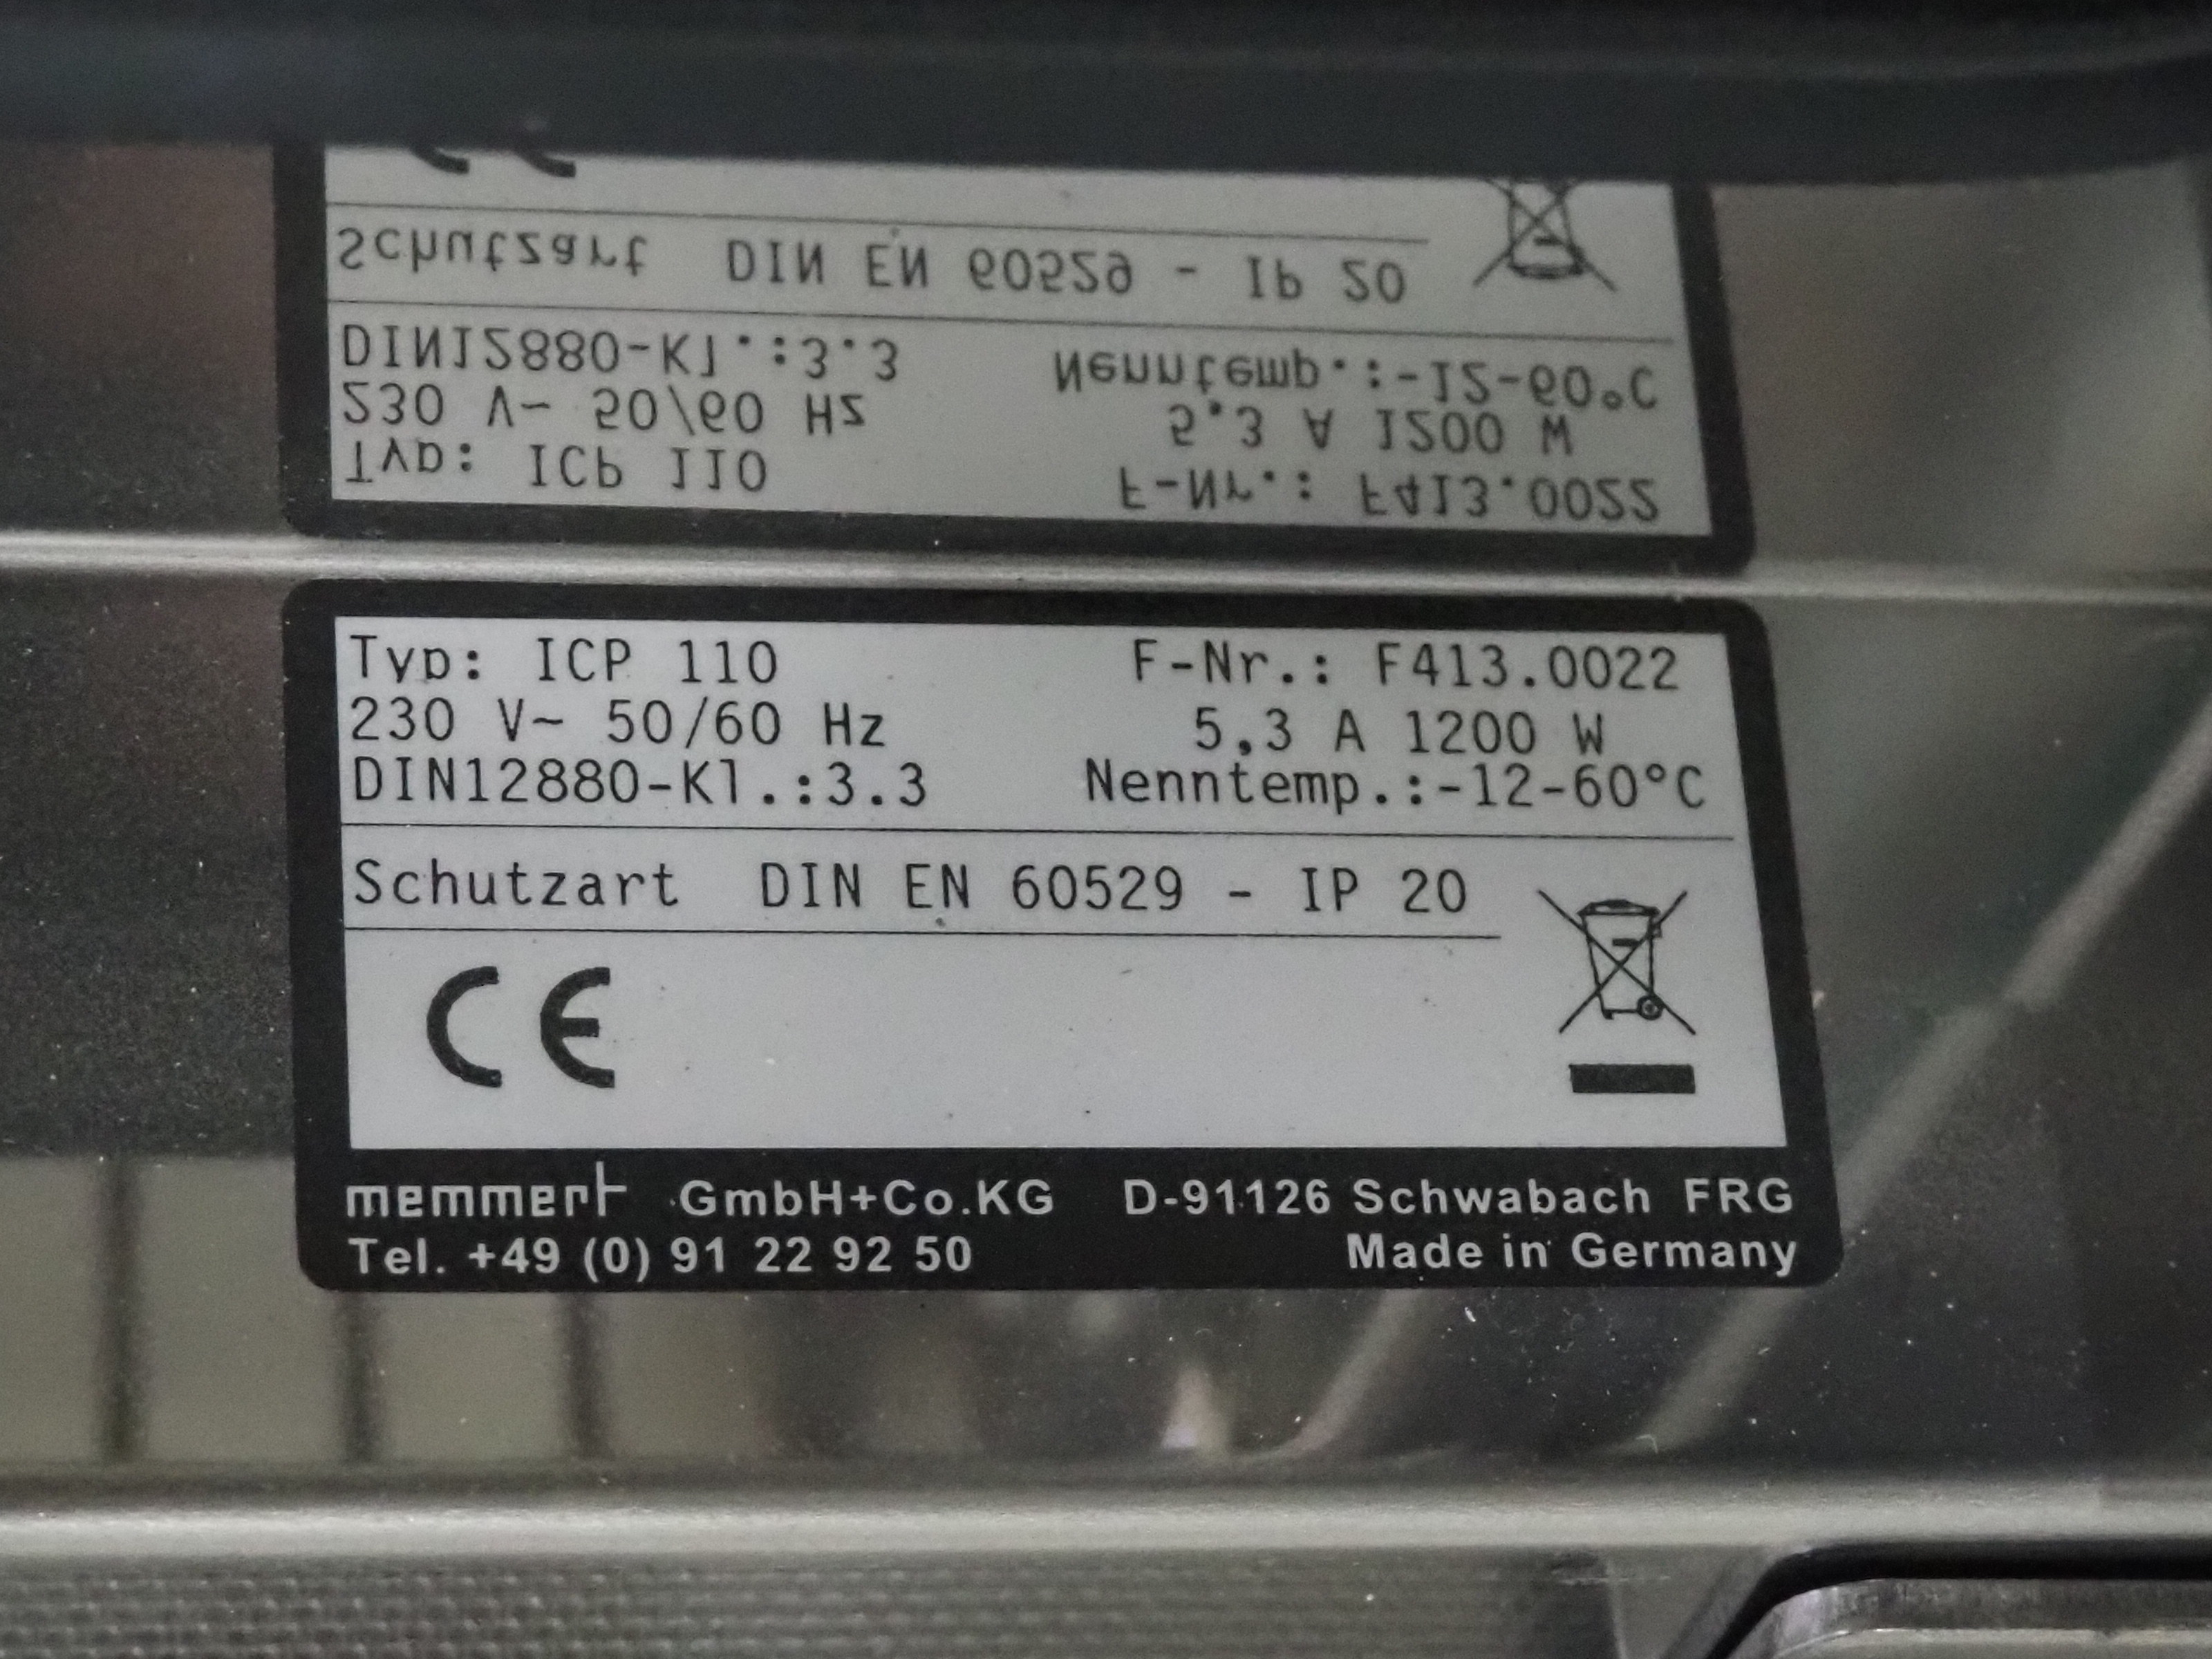 Typ: ICP 110 F-Nr.: F413.0022
230 V~ 50/60 Hz 5,3 A 1200 W
DIN12880-Kl.:3.3 Nenntemp.:-12-60°C
Schutzart DIN EN 60529 - IP 20
CE
memmert GmbH+Co.KG D-91126 Schwabach FRG
Tel. +49 (0) 91 22 92 50 Made in Germany